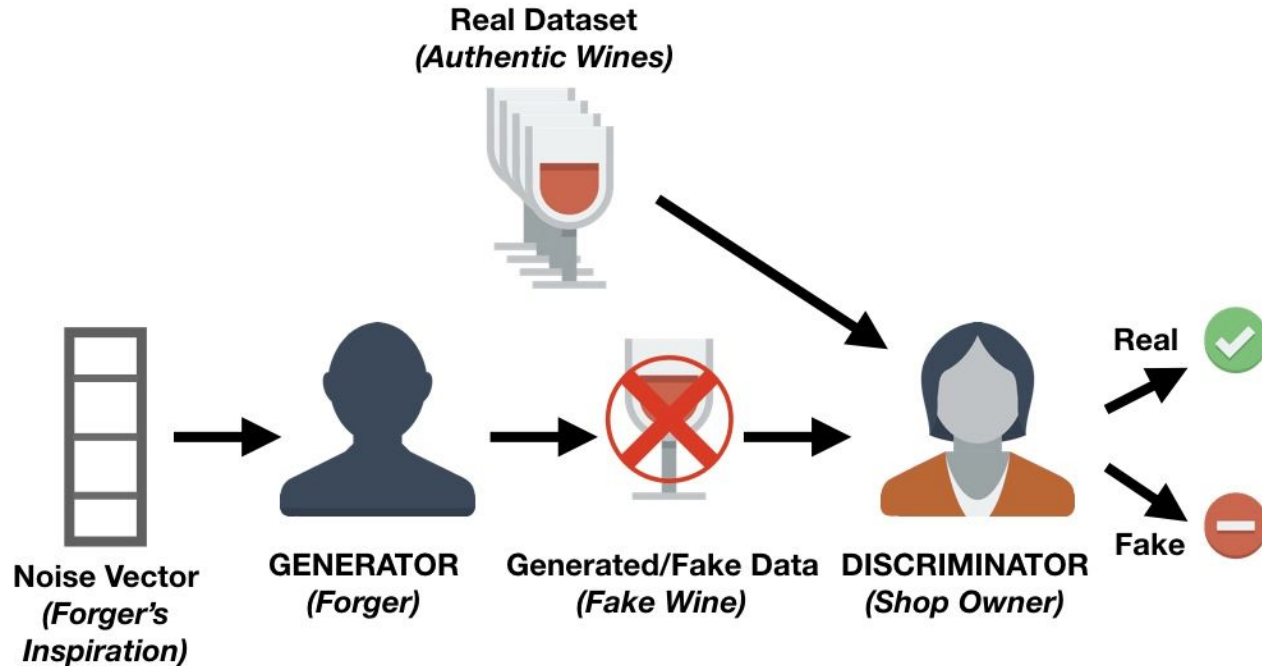 Real Dataset
(Authentic Wines)
Real
Fake
Noise Vector
(Forger's
Inspiration)
GENERATOR
(Forger)
Generated/Fake Data
(Fake Wine)
DISCRIMINATOR
(Shop Owner)